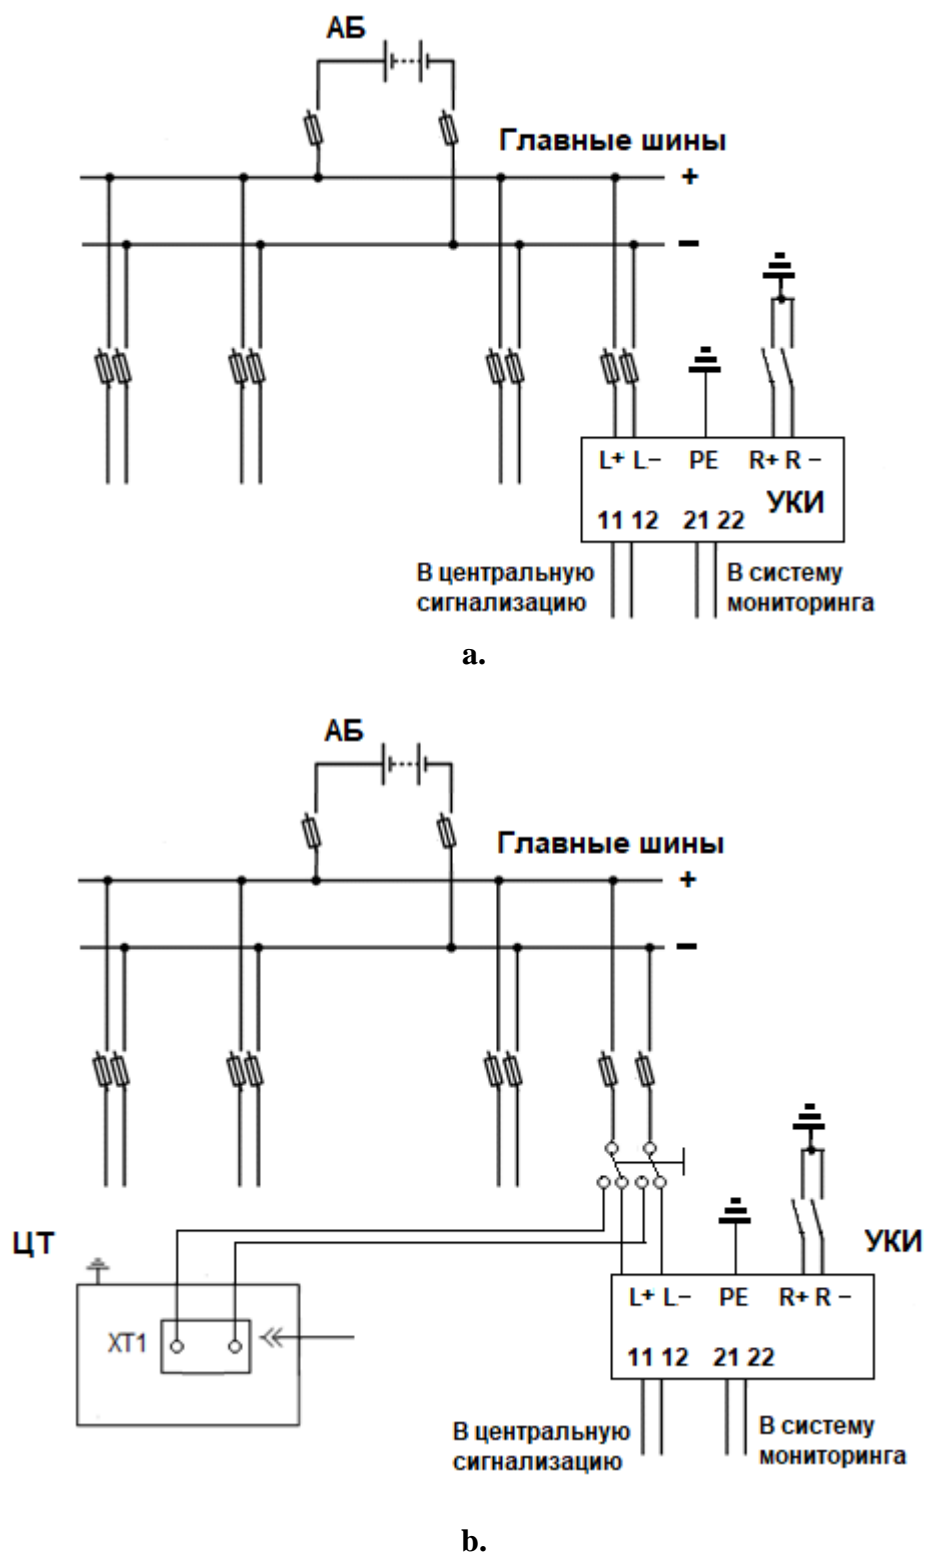 АБ
Главные шины
+
−
L+ L− PE R+ R −
УКИ
11 12 21 22
В центральную
сигнализацию
В систему
мониторинга
a.
АБ
Главные шины
+
−
ЦТ
УКИ
L+ L− PE R+ R −
XT1
11 12 21 22
В центральную
сигнализацию
В систему
мониторинга
b.